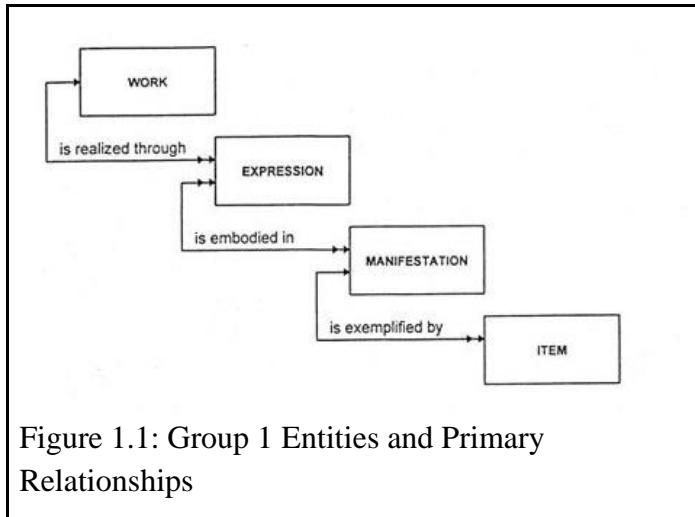 WORK
is realized through
EXPRESSION
is embodied in
MANIFESTATION
is exemplified by
ITEM
Figure 1.1: Group 1 Entities and Primary
Relationships